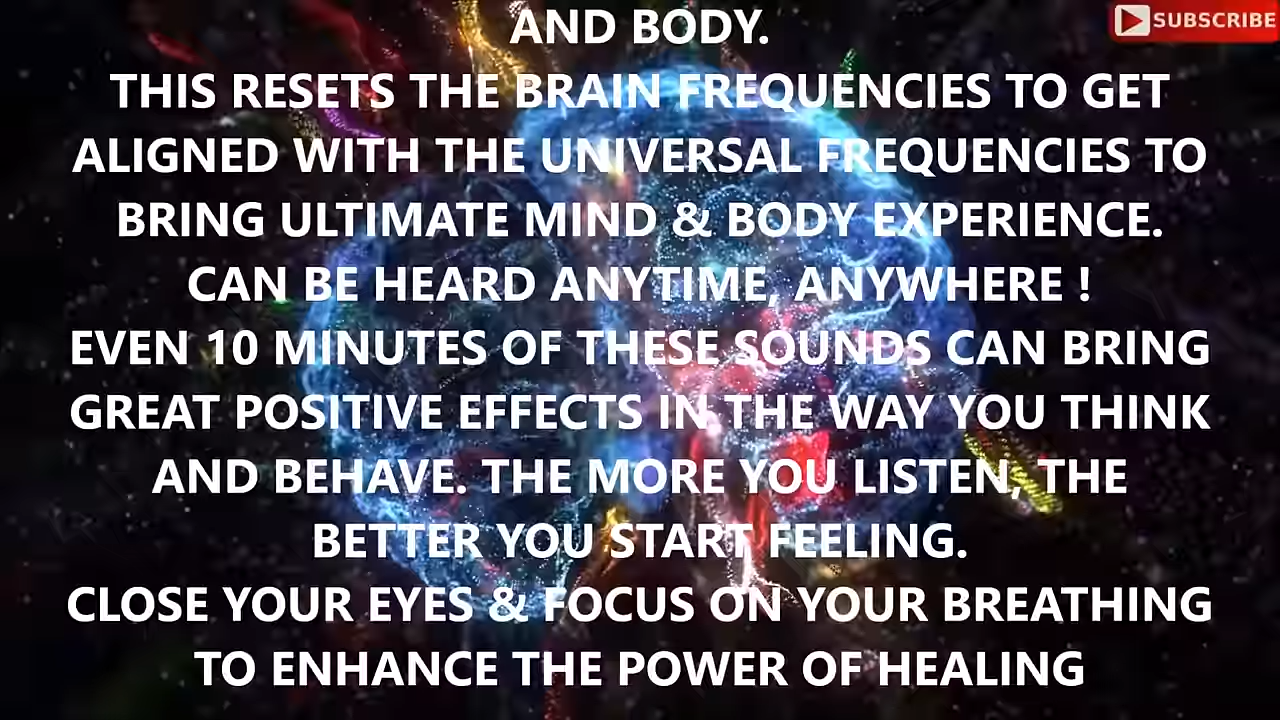 AND BODY.
SUBSCRIBE
THIS RESETS THE BRAIN FREQUENCIES TO GET
ALIGNED WITH THE UNIVERSAL FREQUENCIES TO
BRING ULTIMATE MIND & BODY EXPERIENCE.
CAN BE HEARD ANYTIME, ANYWHERE !
EVEN 10 MINUTES OF THESE SOUNDS CAN BRING
GREAT POSITIVE EFFECTS IN THE WAY YOU THINK
AND BEHAVE. THE MORE YOU LISTEN, THE
BETTER YOU START FEELING.
CLOSE YOUR EYES & FOCUS ON YOUR BREATHING
TO ENHANCE THE POWER OF HEALING